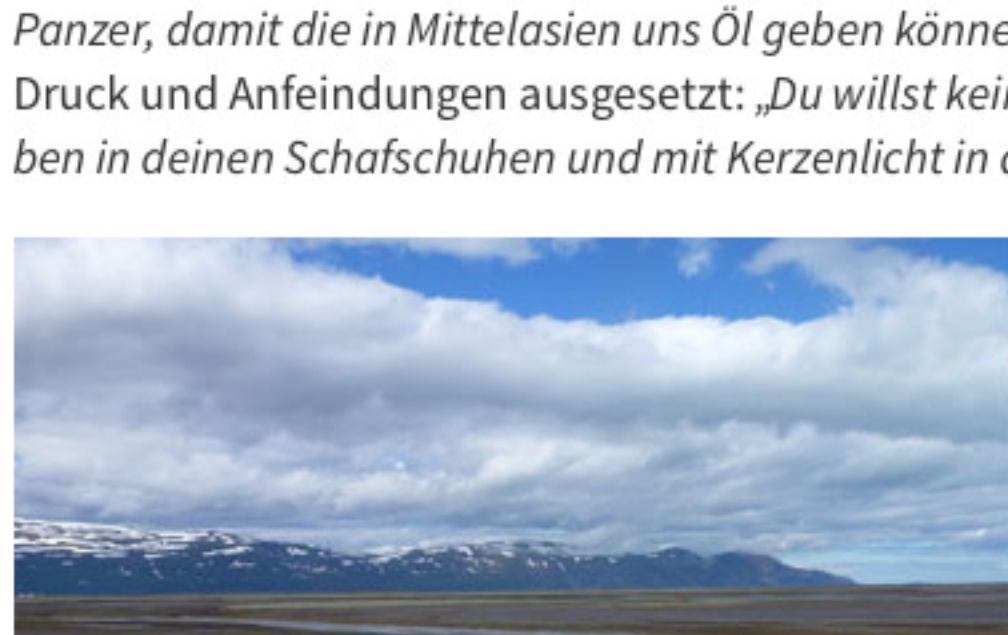 Panzer, damit die in Mittelasien uns Öl geben könne
Druck und Anfeindungen ausgesetzt: „Du willst kei
ben in deinen Schafschuhen und mit Kerzenlicht in